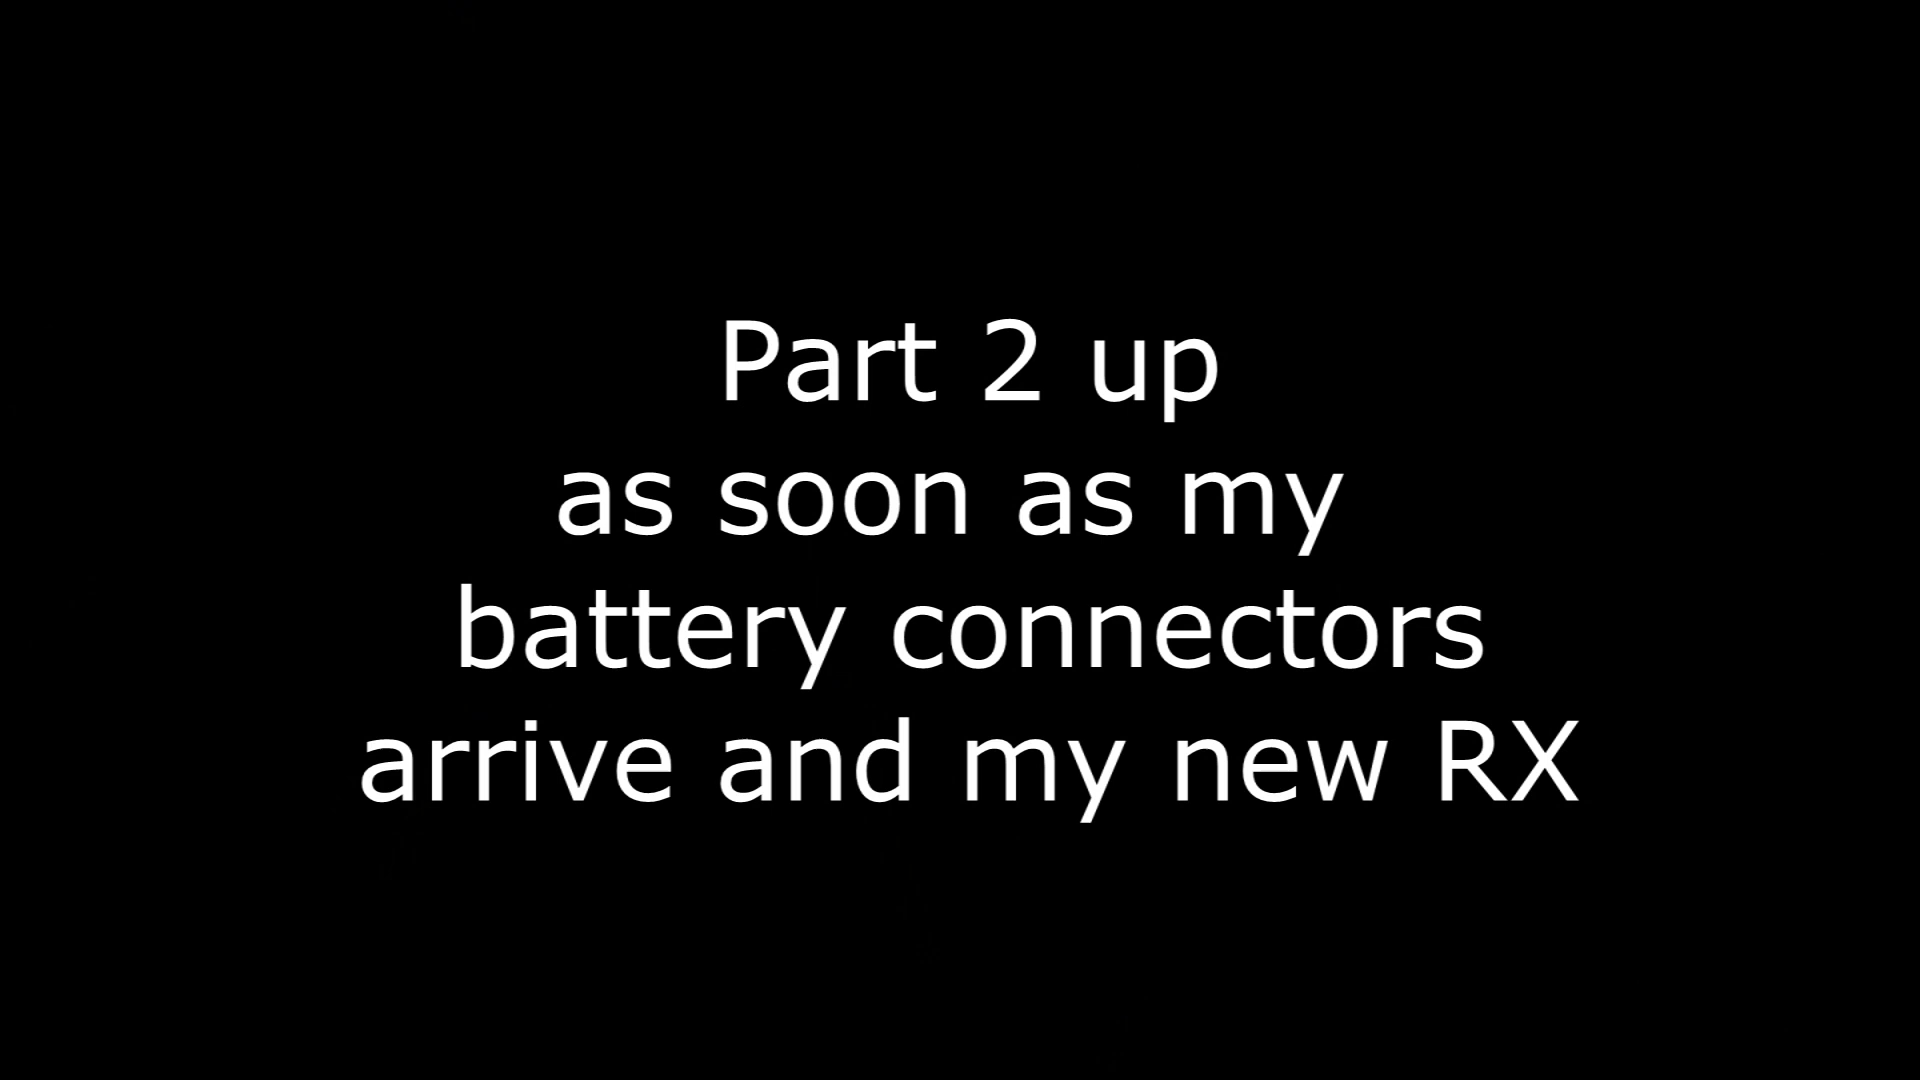 Part 2 up
as soon as my
battery connectors
arrive and my new RX